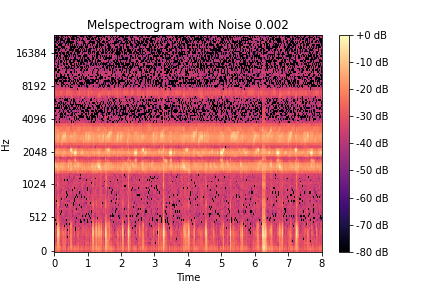 Melspectrogram with Noise 0.002
Hz
16384
8192
4096
2048
1024
512
0
0 1 2 3 4 5 6 7 8
Time
+0 dB
-10 dB
-20 dB
-30 dB
-40 dB
-50 dB
-60 dB
-70 dB
-80 dB